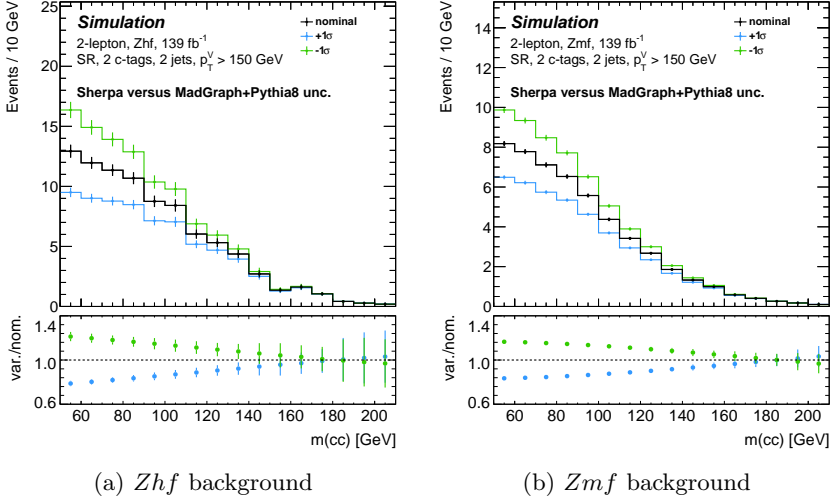 Events / 10 GeV
25
20
15
10
5
0
Simulation
2-lepton, Zhf, 139 fb⁻¹
SR, 2 c-tags, 2 jets, p_T^V > 150 GeV
Sherpa versus MadGraph+Pythia8 unc.
nominal
+1σ
-1σ
var./nom.
1.4
1.0
0.6
60 80 100 120 140 160 180 200
m(cc) [GeV]
(a) Zhf background
Events / 10 GeV
14
12
10
8
6
4
2
0
Simulation
2-lepton, Zmf, 139 fb⁻¹
SR, 2 c-tags, 2 jets, p_T^V > 150 GeV
Sherpa versus MadGraph+Pythia8 unc.
nominal
+1σ
-1σ
var./nom.
1.4
1.0
0.6
60 80 100 120 140 160 180 200
m(cc) [GeV]
(b) Zmf background